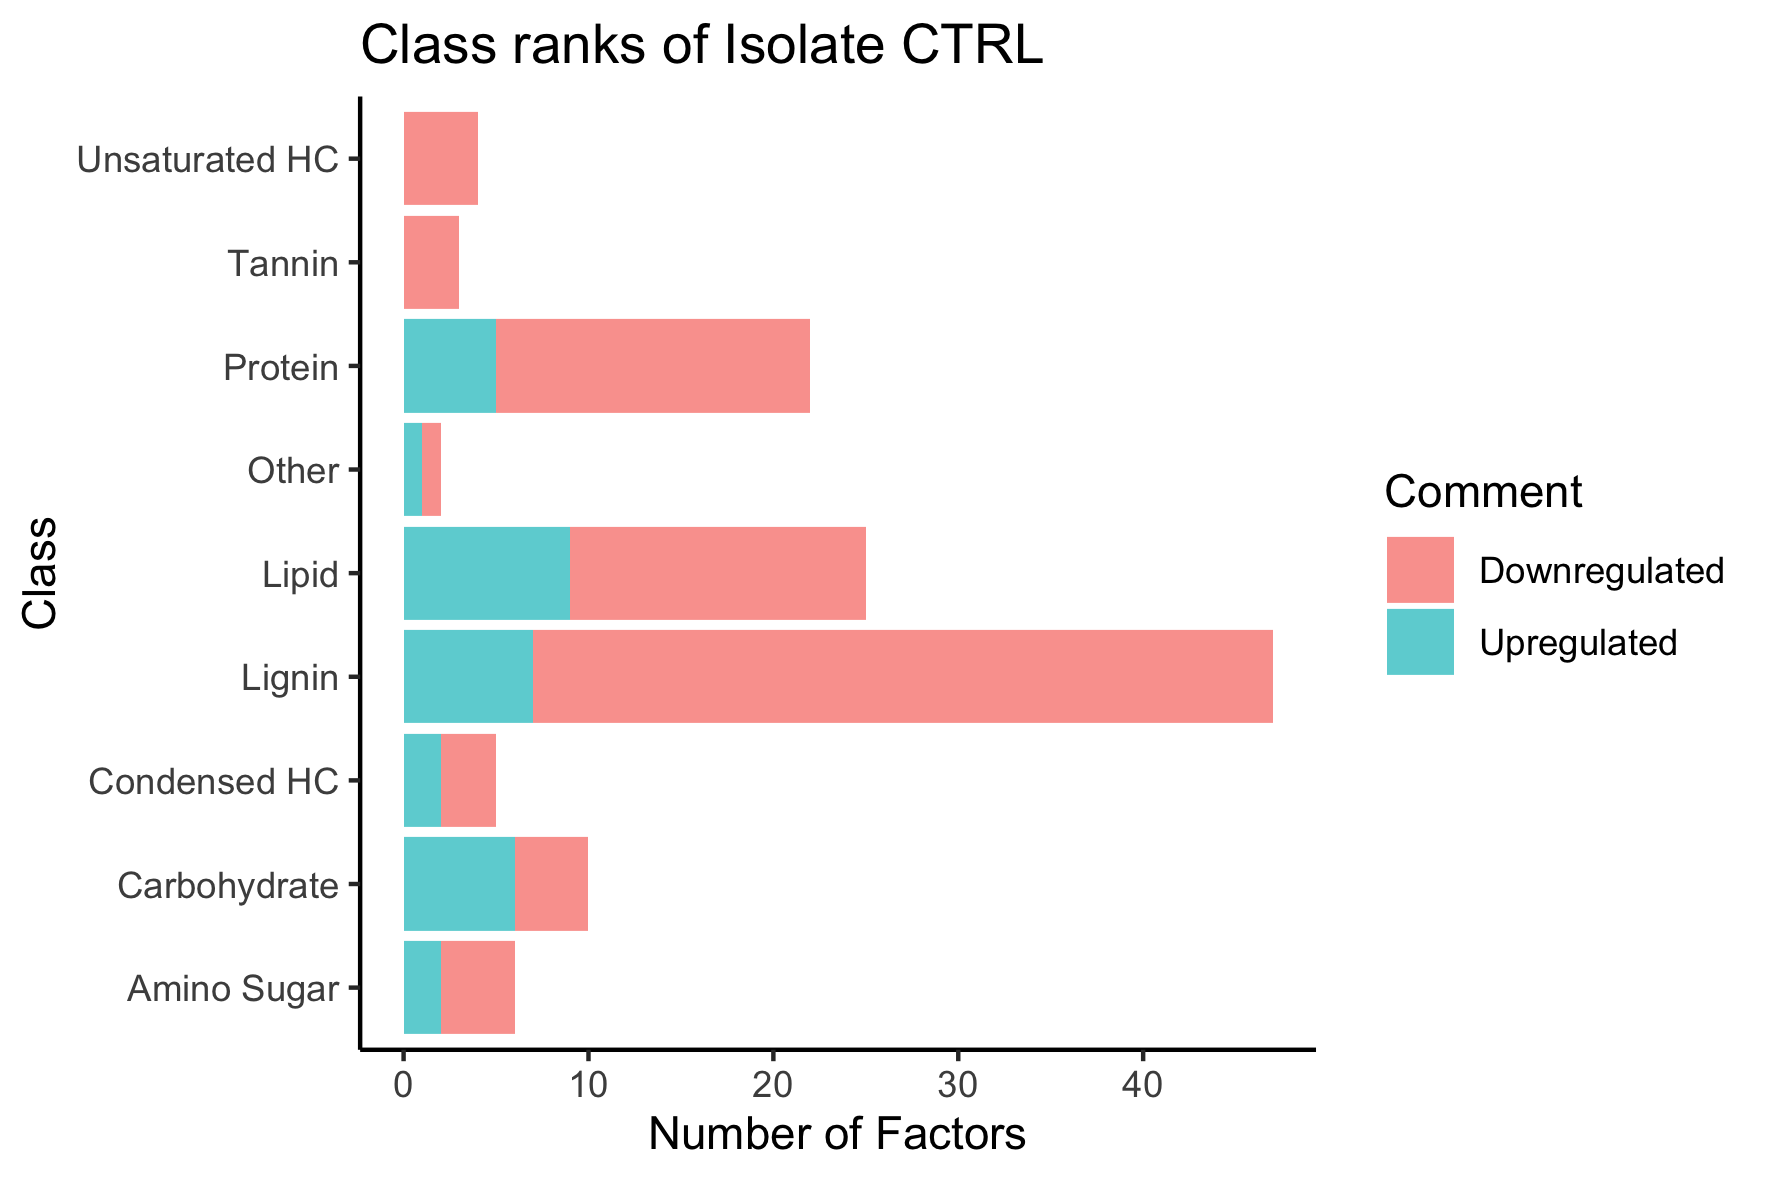 Class ranks of Isolate CTRL
Class
Unsaturated HC
Tannin
Protein
Other
Lipid
Lignin
Condensed HC
Carbohydrate
Amino Sugar
0 10 20 30 40
Number of Factors
Comment
Downregulated
Upregulated